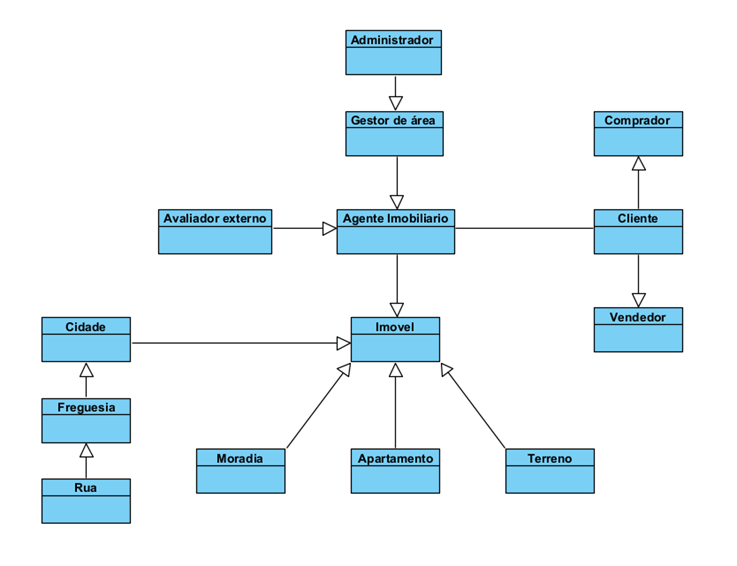 Administrador
Gestor de área
Comprador
Avaliador externo
Agente Imobiliario
Cliente
Cidade
Imovel
Vendedor
Freguesia
Moradia
Apartamento
Terreno
Rua